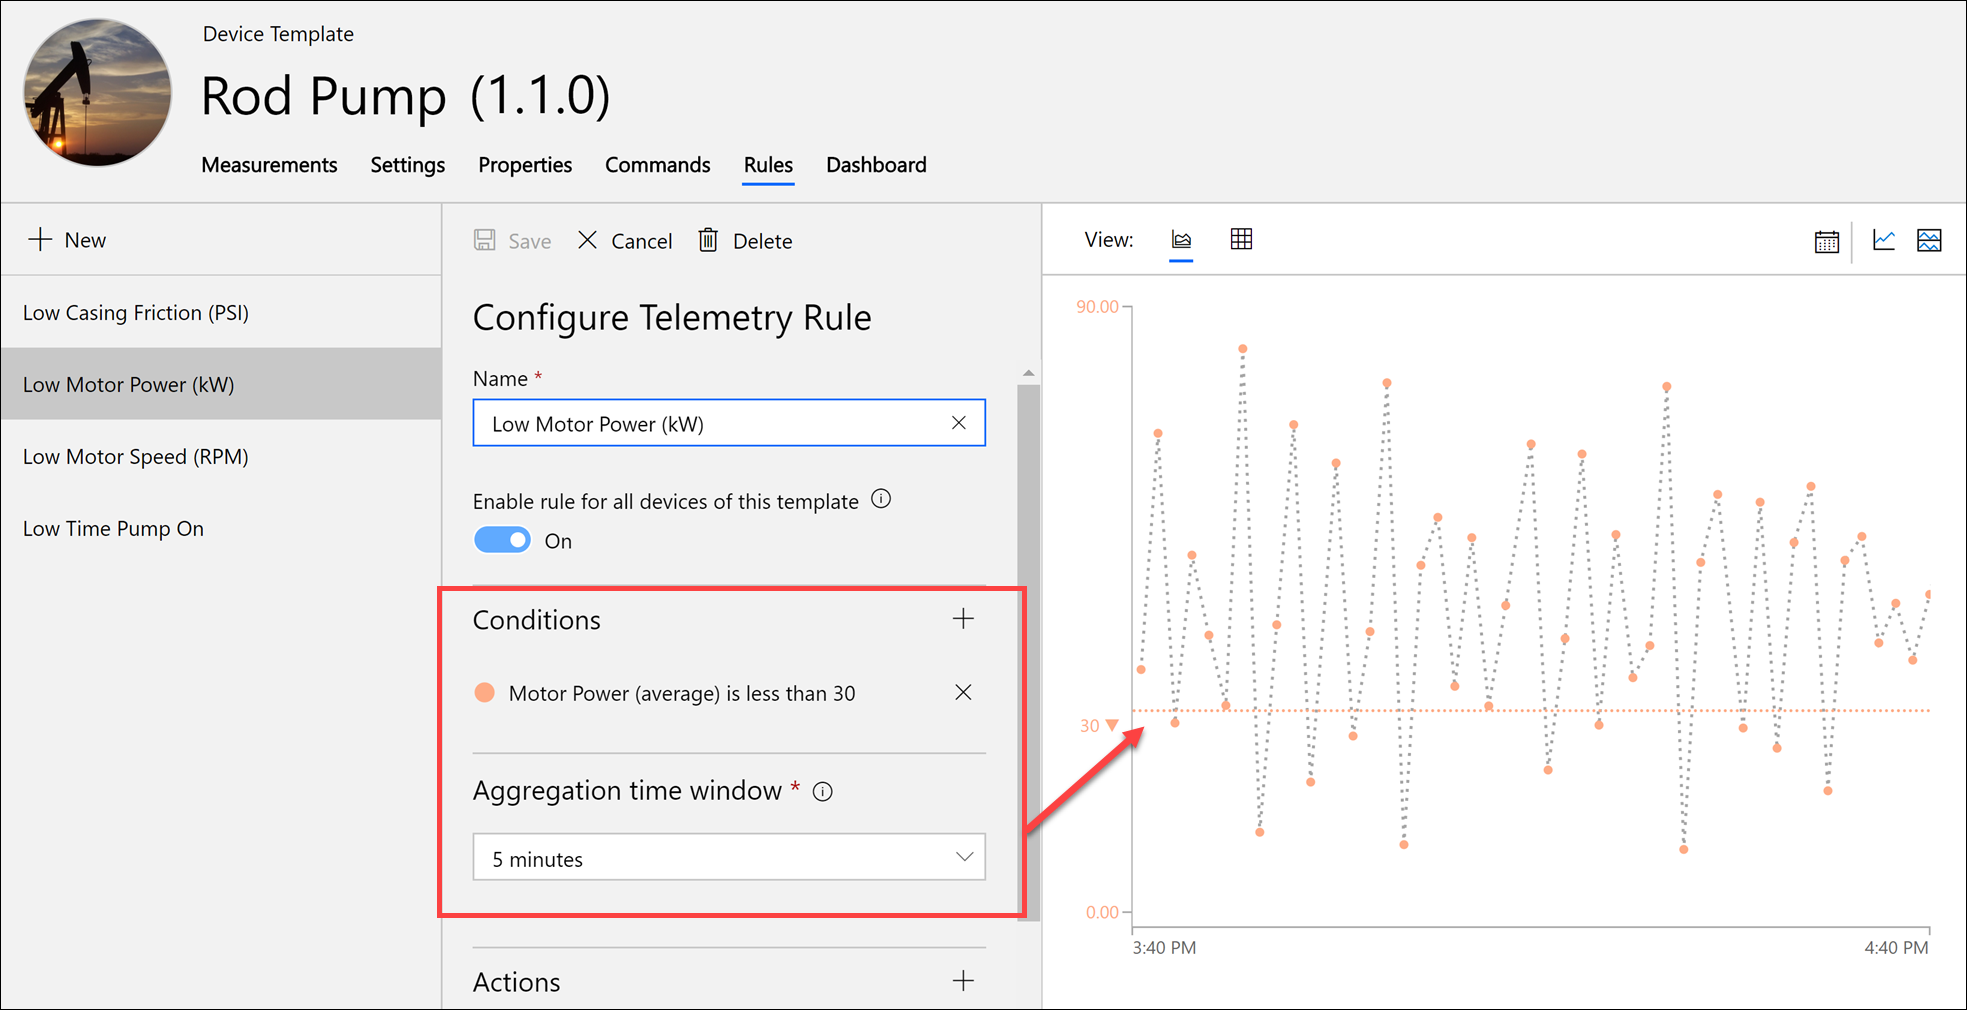 Device Template
Rod Pump (1.1.0)
Measurements Settings Properties Commands Rules Dashboard
New
Low Casing Friction (PSI)
Low Motor Power (kW)
Low Motor Speed (RPM)
Low Time Pump On
Save Cancel Delete
Configure Telemetry Rule
Name *
Low Motor Power (kW)
Enable rule for all devices of this template
On
Conditions
Motor Power (average) is less than 30
Aggregation time window *
5 minutes
Actions
View:
90.00
30
0.00
3:40 PM 4:40 PM